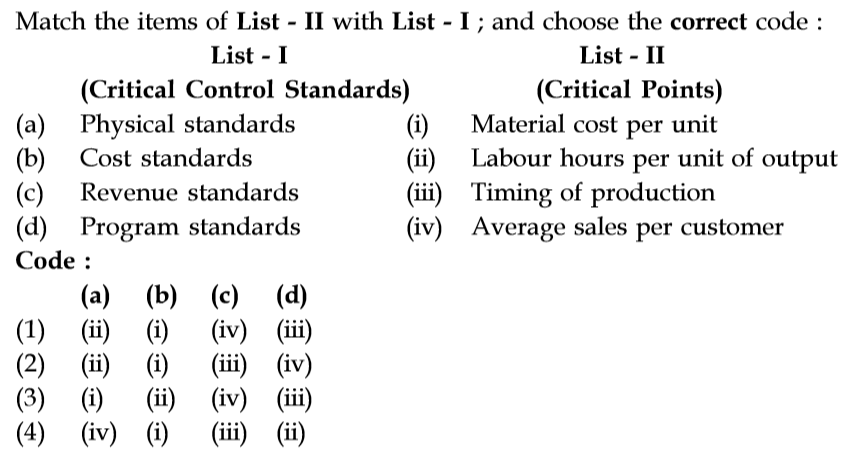 Match the items of List - II with List - I ; and choose the correct code :
List - I List - II
(Critical Control Standards) (Critical Points)
(a) Physical standards (i) Material cost per unit
(b) Cost standards (ii) Labour hours per unit of output
(c) Revenue standards (iii) Timing of production
(d) Program standards (iv) Average sales per customer
Code :
(a) (b) (c) (d)
(1) (ii) (i) (iv) (iii)
(2) (ii) (i) (iii) (iv)
(3) (i) (ii) (iv) (iii)
(4) (iv) (i) (iii) (ii)